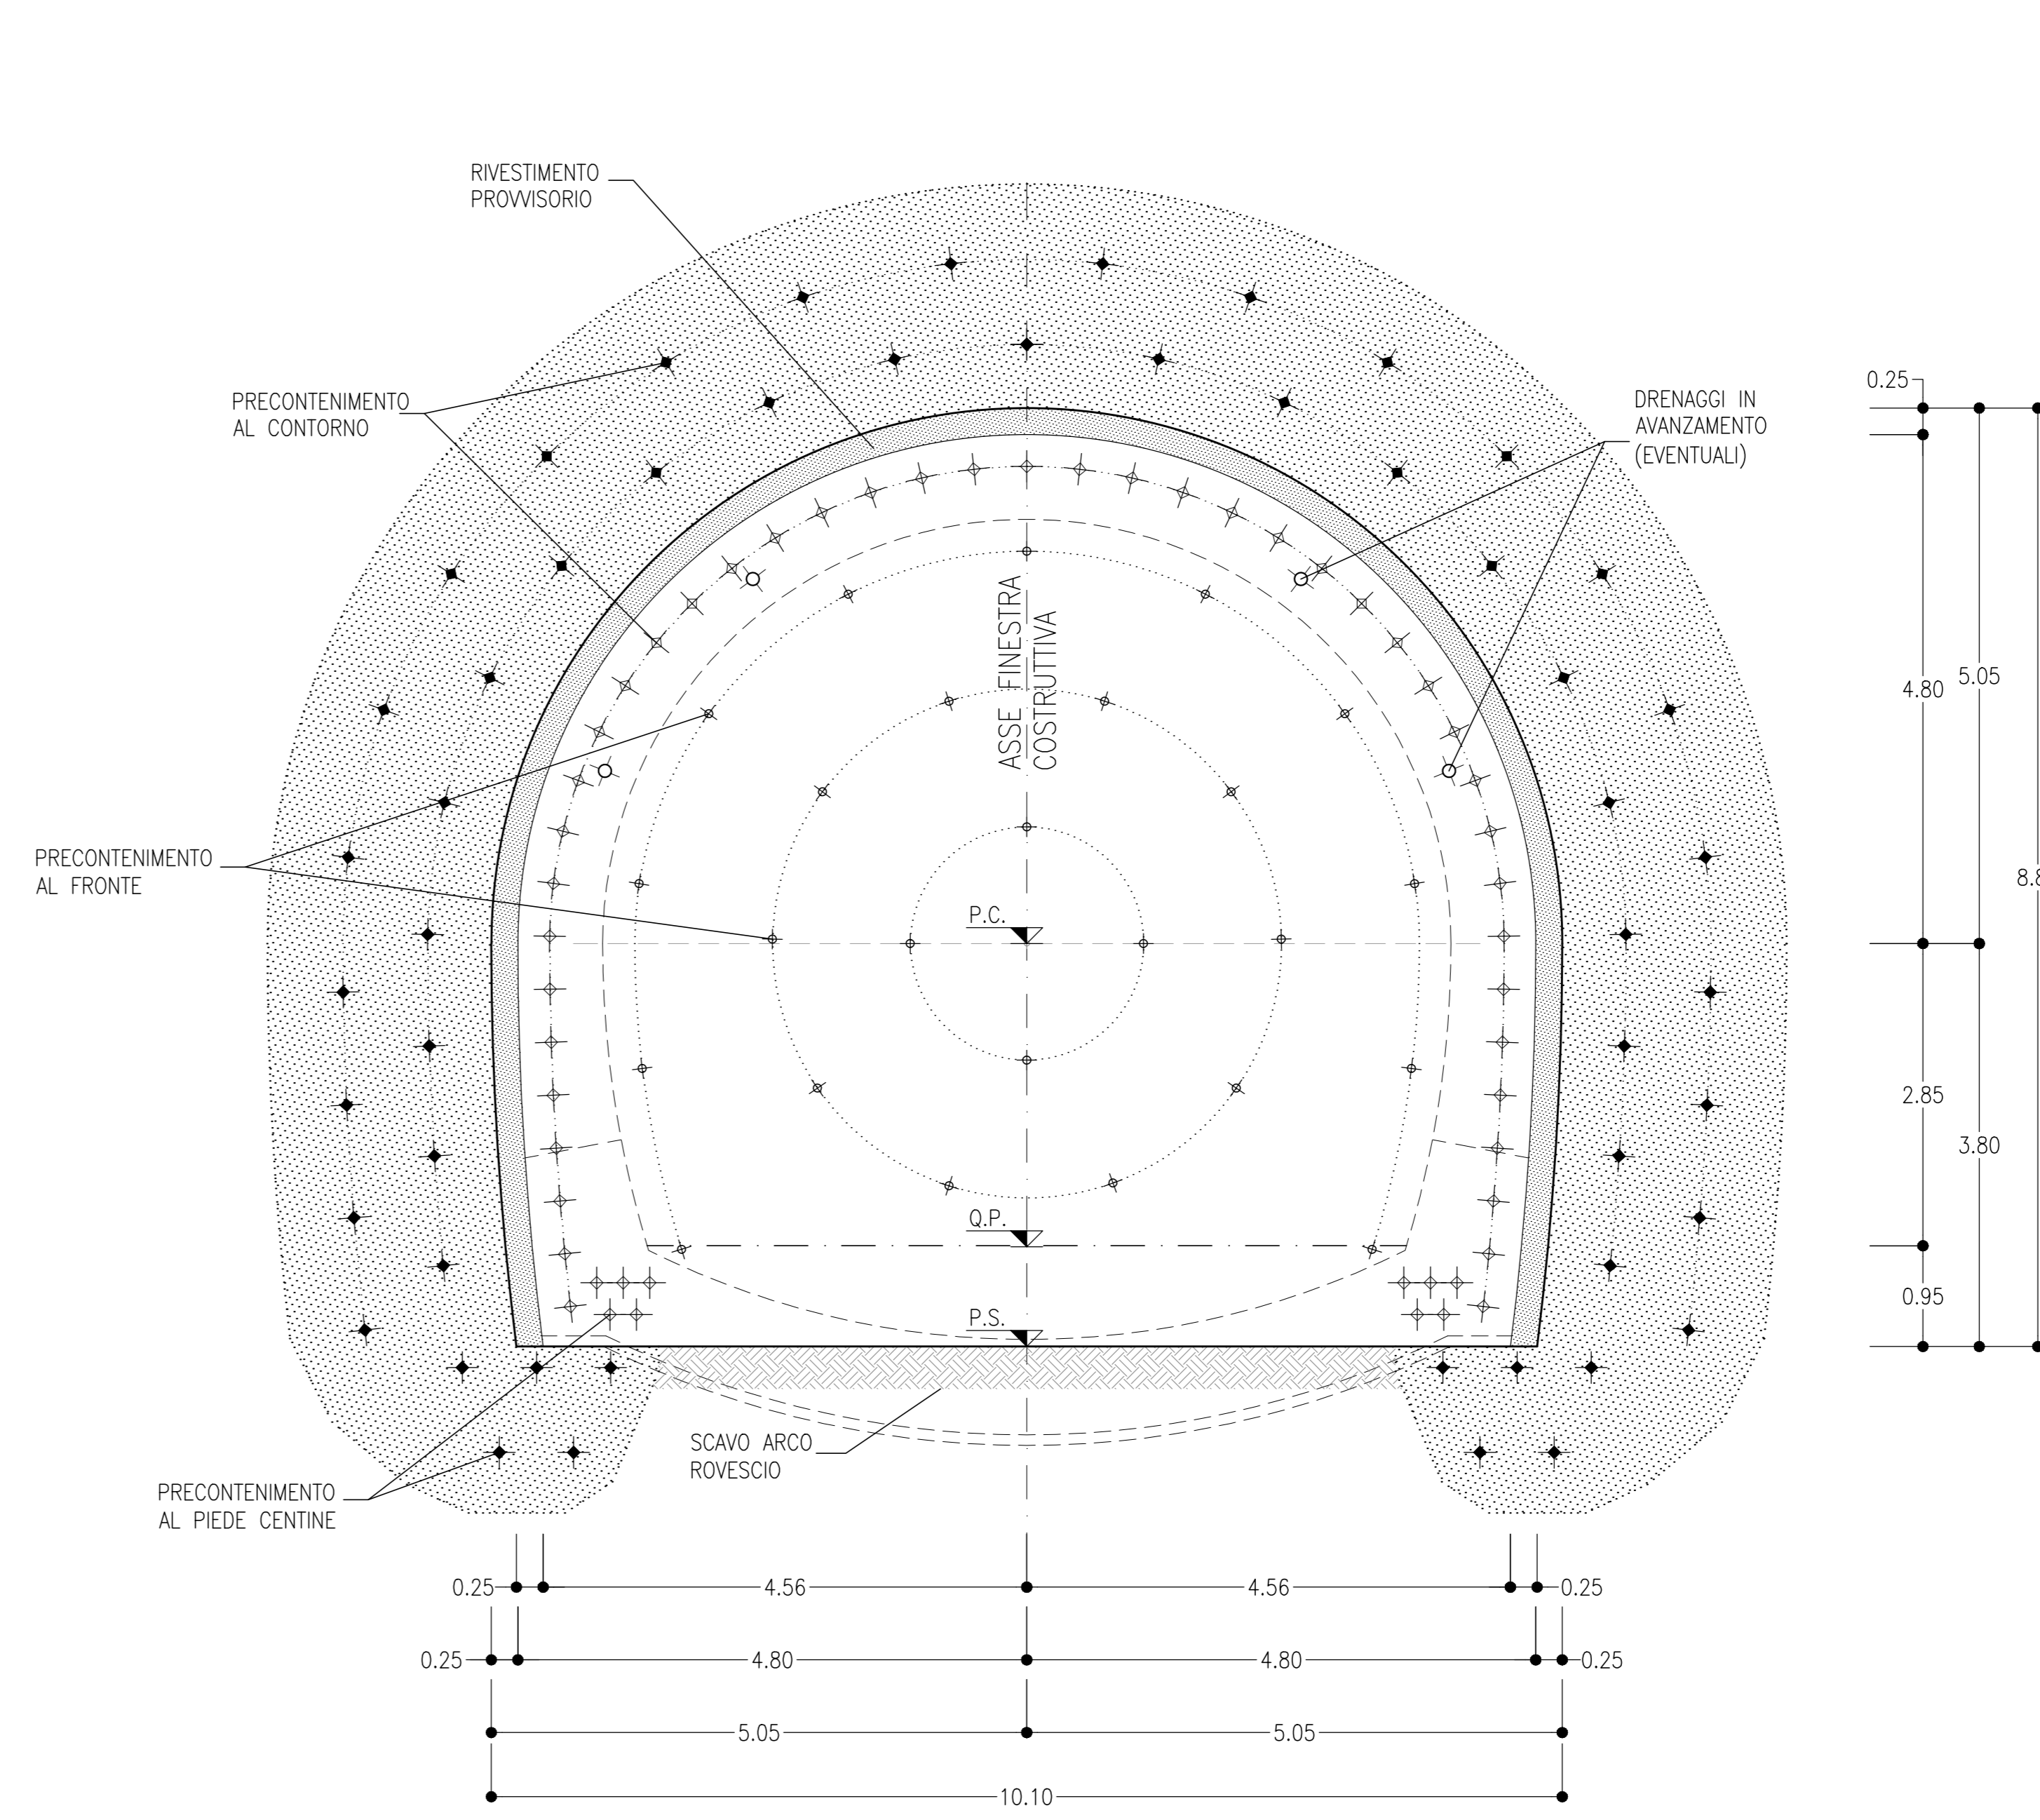 RIVESTIMENTO
PROVVISORIO
PRECONTENIMENTO
AL CONTORNO
DRENAGGI IN
AVANZAMENTO
(EVENTUALI)
0.25
ASSE FINESTRA
COSTRUTTIVA
4.80
5.05
PRECONTENIMENTO
AL FRONTE
P.C.
2.85
3.80
Q.P.
0.95
P.S.
SCAVO ARCO
ROVESCIO
PRECONTENIMENTO
AL PIEDE CENTINE
0.25 4.56 4.56 0.25
0.25 4.80 4.80 0.25
5.05 5.05
10.10